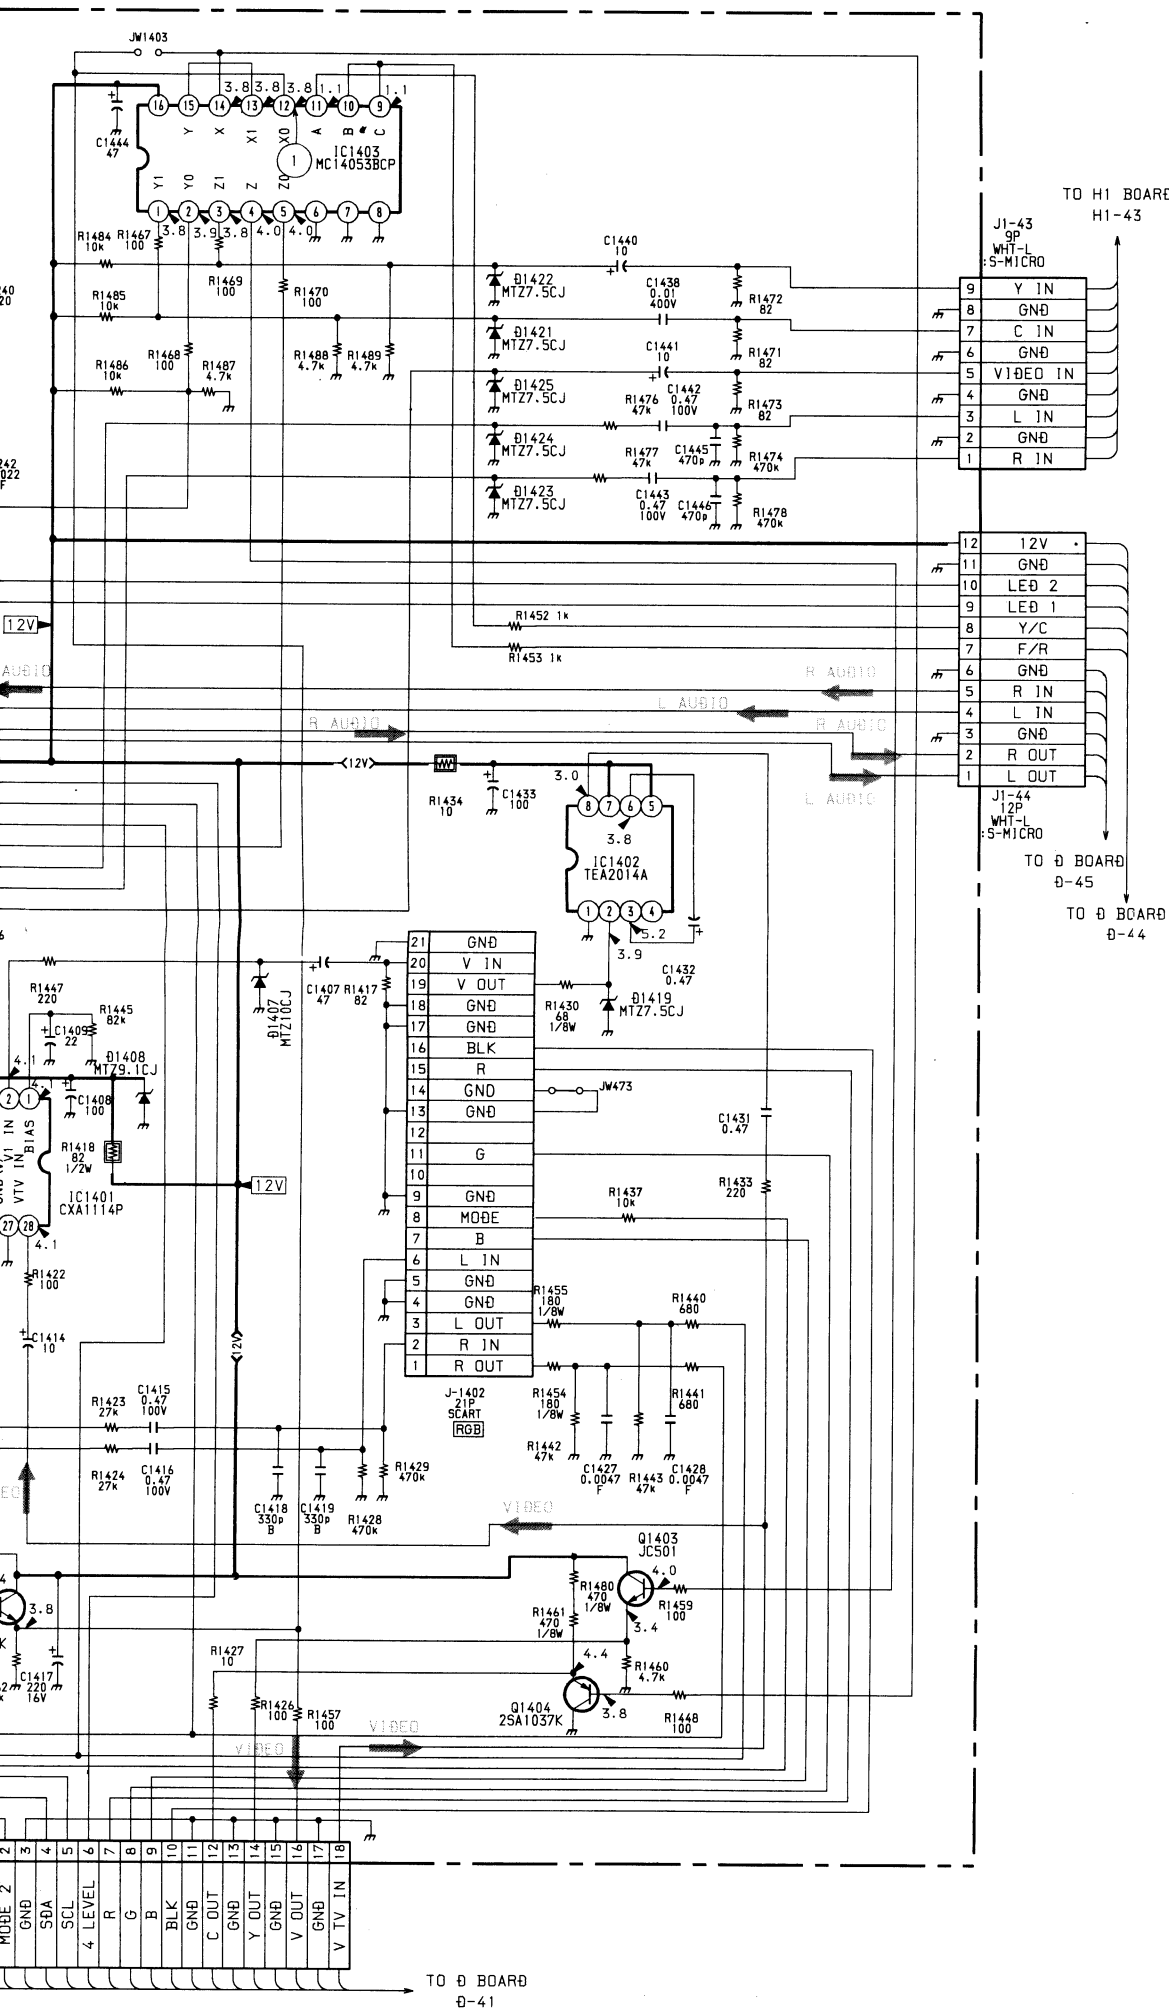 JW1403
3.8 3.8 3.8 1.1 1.1
16 15 14 13 12 11 10 9
Y X X1 X0 A B C
C1444
47
1
IC1403
MC14053BCP
Y1 Y0 Z1 Z Z0
1 2 3 4 5 6 7 8
3.8 3.9 3.8 4.0 4.0
TO H1 BOARD
H1-43
J1-43
9P
WHT-L
:S-MICRO
9 Y IN
8 GND
7 C IN
6 GND
5 VIDEO IN
4 GND
3 L IN
2 GND
1 R IN
R1484
10k
R1467
100
R1469
100
R1470
100
R1485
10k
R1486
10k
R1468
100
R1487
4.7k
R1488
4.7k
R1489
4.7k
D1422
MTZ7.5CJ
D1421
MTZ7.5CJ
D1425
MTZ7.5CJ
D1424
MTZ7.5CJ
D1423
MTZ7.5CJ
C1440
10
C1438
0.01
400V
R1472
82
C1441
10
R1471
82
R1476
47k
C1442
0.47
100V
R1473
82
R1477
47k
C1445
470p
R1474
470k
C1443
0.47
100V
C1446
470p
R1478
470k
240
20
242
022
F
12 12V
11 GND
10 LED 2
9 LED 1
8 Y/C
7 F/R
6 GND
5 R IN
4 L IN
3 GND
2 R OUT
1 L OUT
J1-44
12P
WHT-L
:S-MICRO
TO D BOARD
D-45
TO D BOARD
D-44
12V
R1452 1k
R1453 1k
AUDIO
R AUDIO
L AUDIO
R AUDIO
R AUDIO
L AUDIO
12V
R1434
10
C1433
100
3.0
8 7 6 5
3.8
IC1402
TEA2014A
1 2 3 4
5.2
3.9
C1432
0.47
R1430
68
1/8W
D1419
MTZ7.5CJ
21 GND
20 V IN
19 V OUT
18 GND
17 GND
16 BLK
15 R
14 GND
13 GND
12
11 G
10
9 GND
8 MODE
7 B
6 L IN
5 GND
4 GND
3 L OUT
2 R IN
1 R OUT
J-1402
21P
SCART
RGB
JW473
R1447
220
C1409
22
R1445
82k
D1407
MTZ10CJ
C1407
47
R1417
82
4.1
D1408
MTZ9.1CJ
4.1
2 1
C1408
100
V1 IN
BIAS
VTV IN
R1418
82
1/2W
IC1401
CXA1114P
12V
27 28
4.1
R1422
100
C1414
10
12V
C1431
0.47
R1433
220
R1437
10k
R1455
180
1/8W
R1440
680
R1454
180
1/8W
R1441
680
R1442
47k
C1427
0.0047
F
R1443
47k
C1428
0.0047
F
R1423
27k
C1415
0.47
100V
R1424
27k
C1416
0.47
100V
C1418
330p
B
C1419
330p
B
R1428
470k
R1429
470k
VIDEO
Q1403
JC501
4.0
R1480
470
1/8W
R1459
100
R1461
470
1/8W
3.4
4.4
R1460
4.7k
Q1404
2SA1037K
3.8
R1448
100
4
3.8
K
C1417
220
16V
R1427
10
R1426
100
R1457
100
VIDEO
VIDEO
2 3 4 5 6 7 8 9 10 11 12 13 14 15 16 17 18
MODE 2
GND
SDA
SCL
4 LEVEL
R
G
B
BLK
GND
C OUT
GND
Y OUT
GND
V OUT
GND
V TV IN
TO D BOARD
D-41